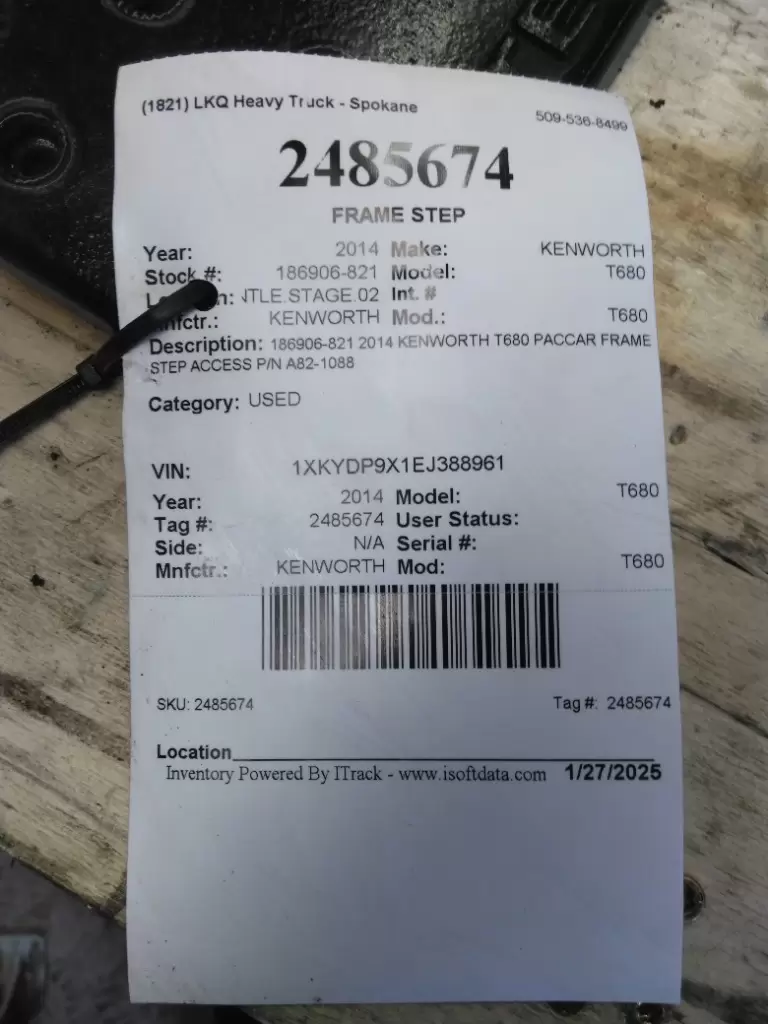 (1821) LKQ Heavy Truck - Spokane 509-536-8499
2485674
FRAME STEP
Year: 2014 Make: KENWORTH
Stock #: 186906-821 Model: T680
NTLE.STAGE.02 Int. #
Mnfctr.: KENWORTH Mod.: T680
Description: 186906-821 2014 KENWORTH T680 PACCAR FRAME
STEP ACCESS P/N A82-1088
Category: USED
VIN: 1XKYDP9X1EJ388961
Year: 2014 Model: T680
Tag #: 2485674 User Status:
Side: N/A Serial #:
Mnfctr.: KENWORTH Mod: T680
SKU: 2485674 Tag #: 2485674
Location
Inventory Powered By ITrack - www.isoftdata.com 1/27/2025